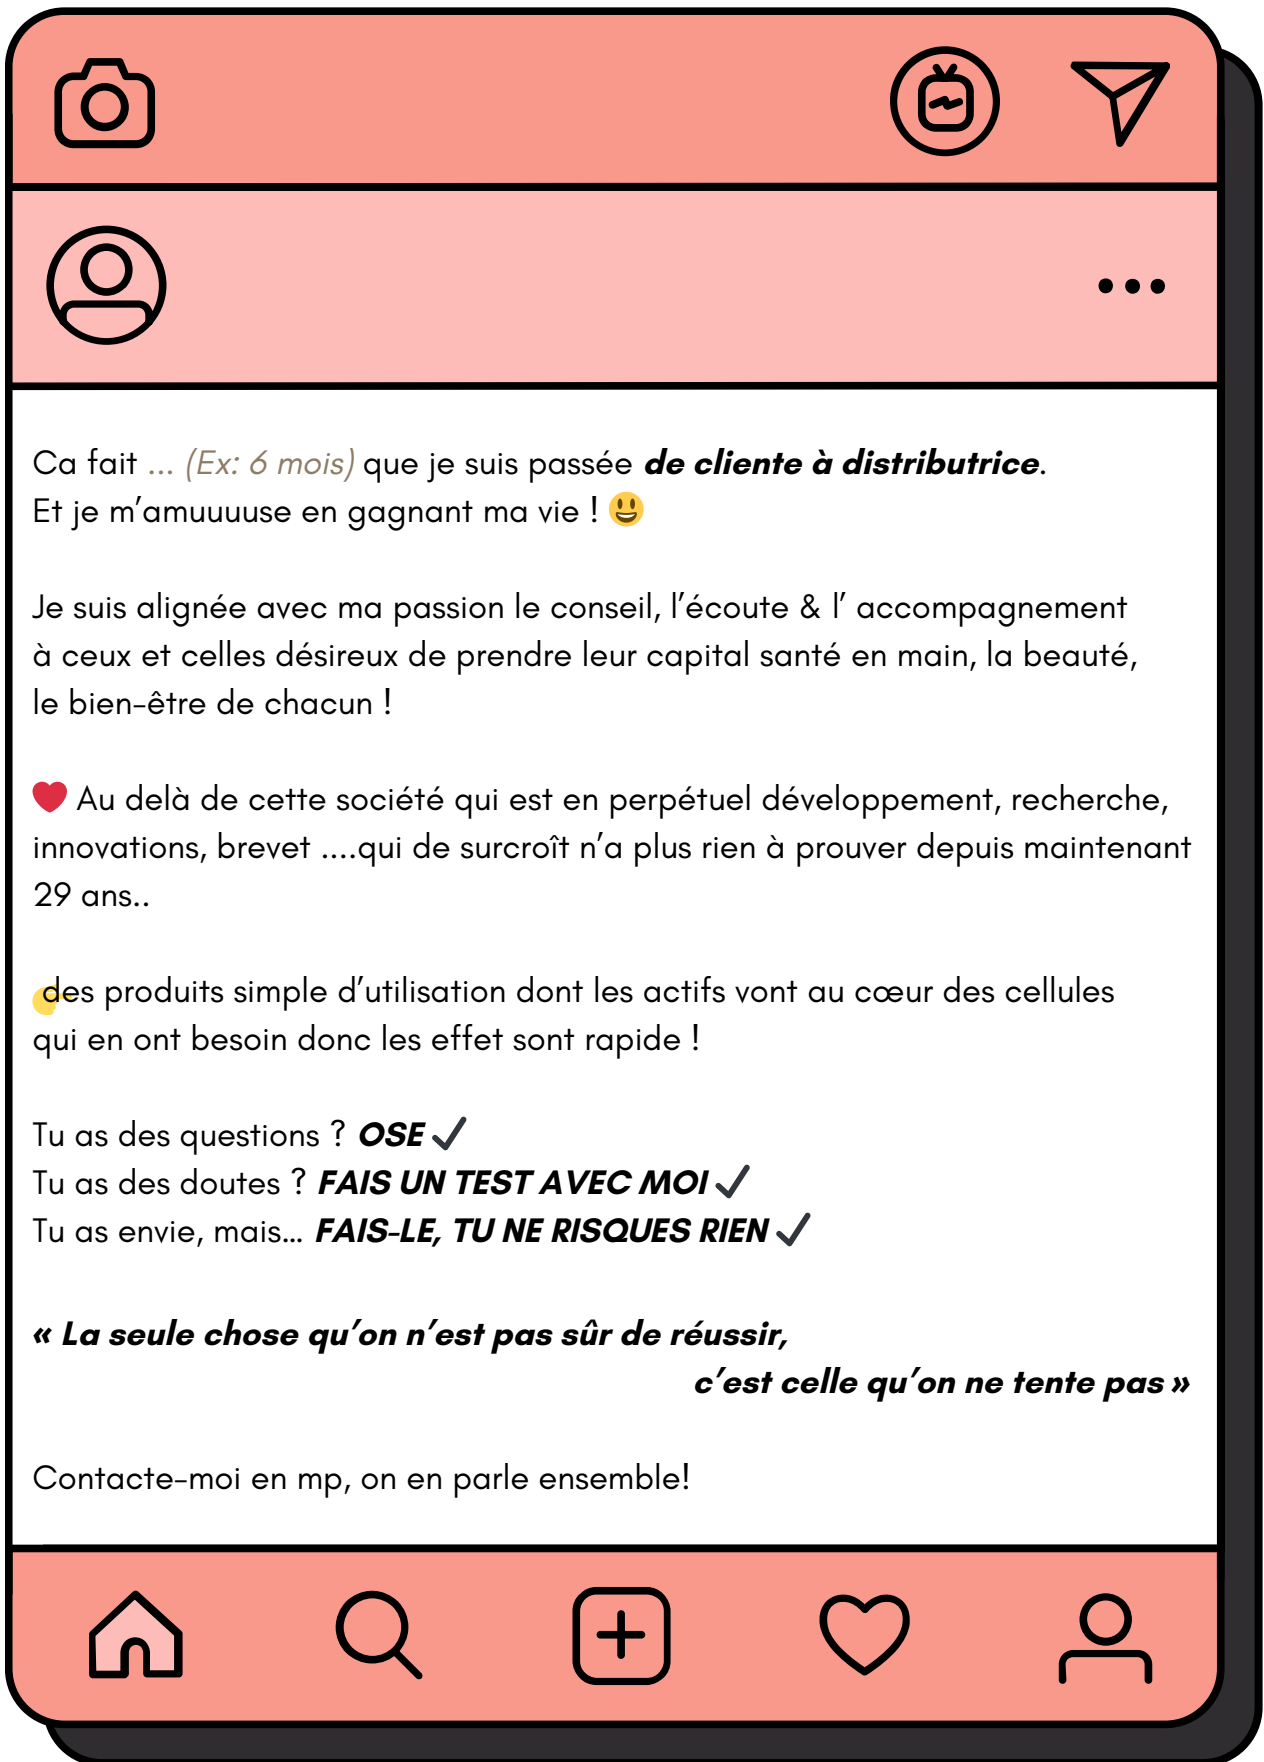 Ca fait ... (Ex: 6 mois) que je suis passée de cliente à distributrice.
Et je m’amuuuuse en gagnant ma vie ! 😃
Je suis alignée avec ma passion le conseil, l’écoute & l’ accompagnement
à ceux et celles désireux de prendre leur capital santé en main, la beauté,
le bien-être de chacun !
❤️ Au delà de cette société qui est en perpétuel développement, recherche,
innovations, brevet ....qui de surcroît n’a plus rien à prouver depuis maintenant
29 ans..
des produits simple d’utilisation dont les actifs vont au cœur des cellules
qui en ont besoin donc les effet sont rapide !
Tu as des questions ? OSE ✔
Tu as des doutes ? FAIS UN TEST AVEC MOI ✔
Tu as envie, mais... FAIS-LE, TU NE RISQUES RIEN ✔
« La seule chose qu’on n’est pas sûr de réussir,
c’est celle qu’on ne tente pas »
Contacte-moi en mp, on en parle ensemble!